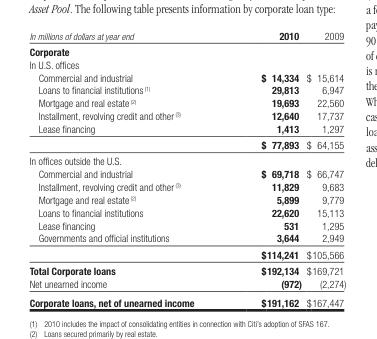 Asset Pool. The following table presents information by corporate loan type:
In millions of dollars at year end 2010 2009
Corporate
In U.S. offices
Commercial and industrial $ 14,334 $ 15,614
Loans to financial institutions (1) 29,813 6,947
Mortgage and real estate (2) 19,693 22,560
Installment, revolving credit and other (3) 12,640 17,737
Lease financing 1,413 1,297
$ 77,893 $ 64,155
In offices outside the U.S.
Commercial and industrial $ 69,718 $ 66,747
Installment, revolving credit and other (3) 11,829 9,683
Mortgage and real estate (2) 5,899 9,779
Loans to financial institutions 22,620 15,113
Lease financing 531 1,295
Governments and official institutions 3,644 2,949
$114,241 $105,566
Total Corporate loans $192,134 $169,721
Net unearned income (972) (2,274)
Corporate loans, net of unearned income $191,162 $167,447
(1) 2010 includes the impact of consolidating entities in connection with Citi's adoption of SFAS 167.
(2) Loans secured primarily by real estate.
a f
pay
90
of
is r
the
Wh
cas
loa
ass
del